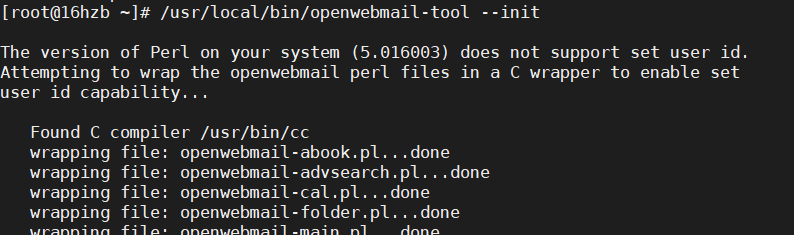 [root@16hzb ~]# /usr/local/bin/openwebmail-tool --init
The version of Perl on your system (5.016003) does not support set user id.
Attempting to wrap the openwebmail perl files in a C wrapper to enable set
user id capability...
Found C compiler /usr/bin/cc
wrapping file: openwebmail-abook.pl...done
wrapping file: openwebmail-advsearch.pl...done
wrapping file: openwebmail-cal.pl...done
wrapping file: openwebmail-folder.pl...done
wrapping file: openwebmail-main.pl...done